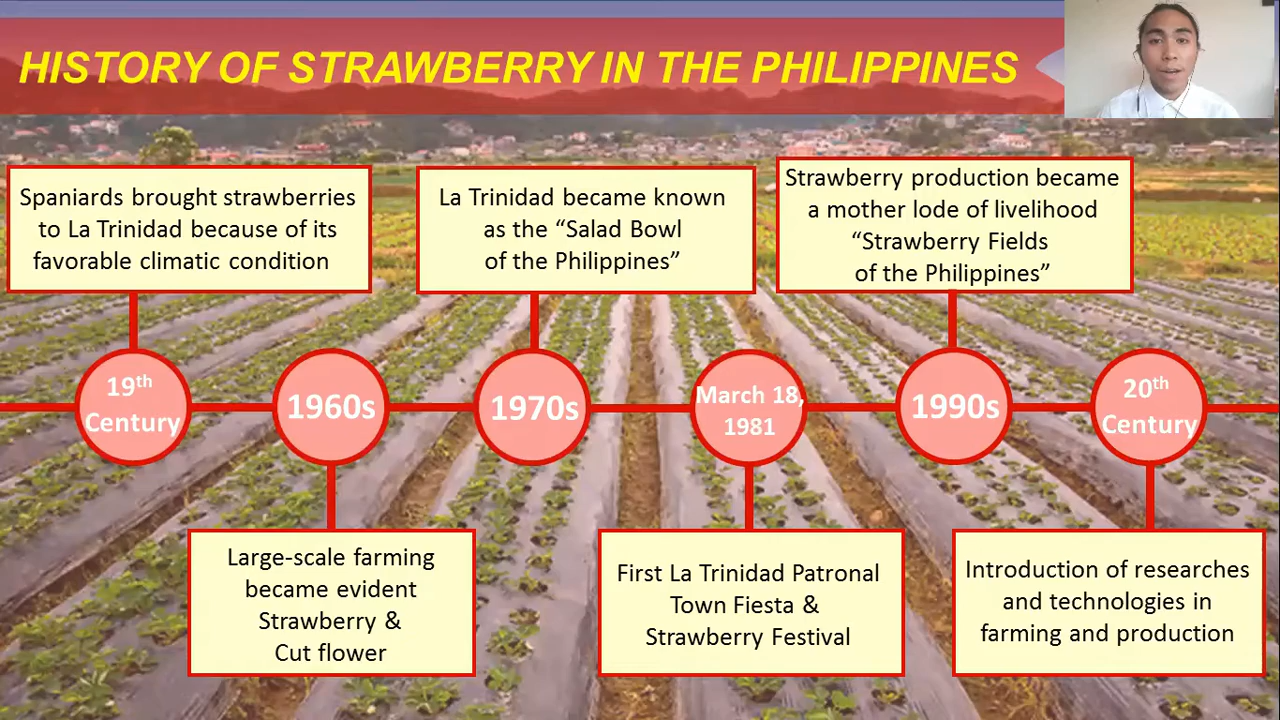 HISTORY OF STRAWBERRY IN THE PHILIPPINES
Spaniards brought strawberries
to La Trinidad because of its
favorable climatic condition
La Trinidad became known
as the “Salad Bowl
of the Philippines”
Strawberry production became
a mother lode of livelihood
“Strawberry Fields
of the Philippines”
19th
Century
1960s
1970s
March 18,
1981
1990s
20th
Century
Large-scale farming
became evident
Strawberry &
Cut flower
First La Trinidad Patronal
Town Fiesta &
Strawberry Festival
Introduction of researches
and technologies in
farming and production